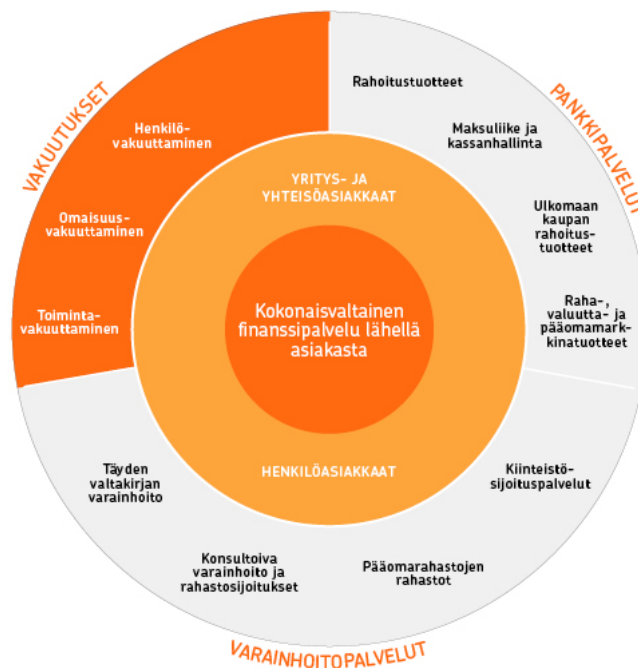 VAKUUTUKSET
Henkilö-
vakuuttaminen
Omaisuus-
vakuuttaminen
Toiminta-
vakuuttaminen
PANKKIPALVELUT
Rahoitustuotteet
Maksuliike ja
kassanhallinta
Ulkomaan
kaupan
rahoitus-
tuotteet
Raha-,
valuutta- ja
pääomamark-
kinatuotteet
YRITYS- JA
YHTEISÖASIAKKAAT
Kokonaisvaltainen
finanssipalvelu lähellä
asiakasta
HENKILÖASIAKKAAT
Täyden
valtakirjan
varainhoito
Konsultoiva
varainhoito ja
rahastosijoitukset
Pääomarahastojen
rahastot
Kiinteistö-
sijoituspalvelut
VARAINHOITOPALVELUT